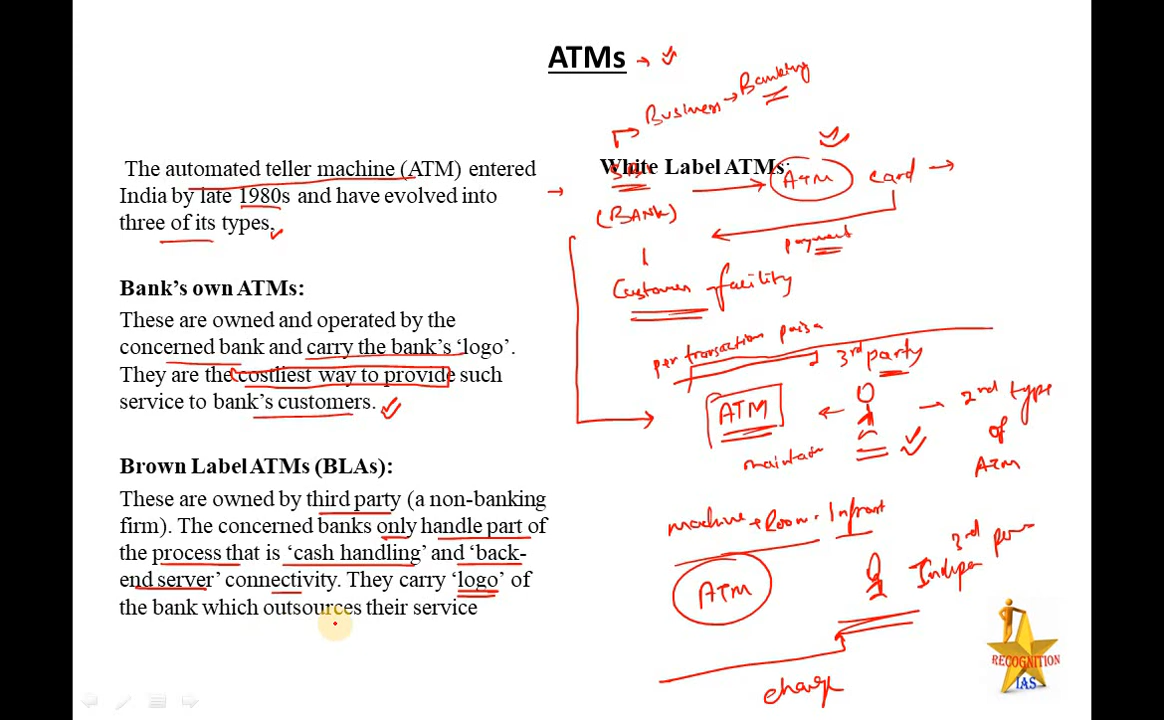 ATMs
Business → Banking
The automated teller machine (ATM) entered
India by late 1980s and have evolved into
three of its types.
White Label ATMs:
SBI
ATM card →
(BANK)
payment
Customer facility
Bank's own ATMs:
These are owned and operated by the
concerned bank and carry the bank's 'logo'.
They are the costliest way to provide such
service to bank's customers.
per transaction paisa
3rd party
ATM
maintain
2nd type
of
ATM
Brown Label ATMs (BLAs):
These are owned by third party (a non-banking
firm). The concerned banks only handle part of
the process that is 'cash handling' and 'back-
end server' connectivity. They carry 'logo' of
the bank which outsources their service
machine + Room
ATM
3rd
charge
RECOGNITION
IAS